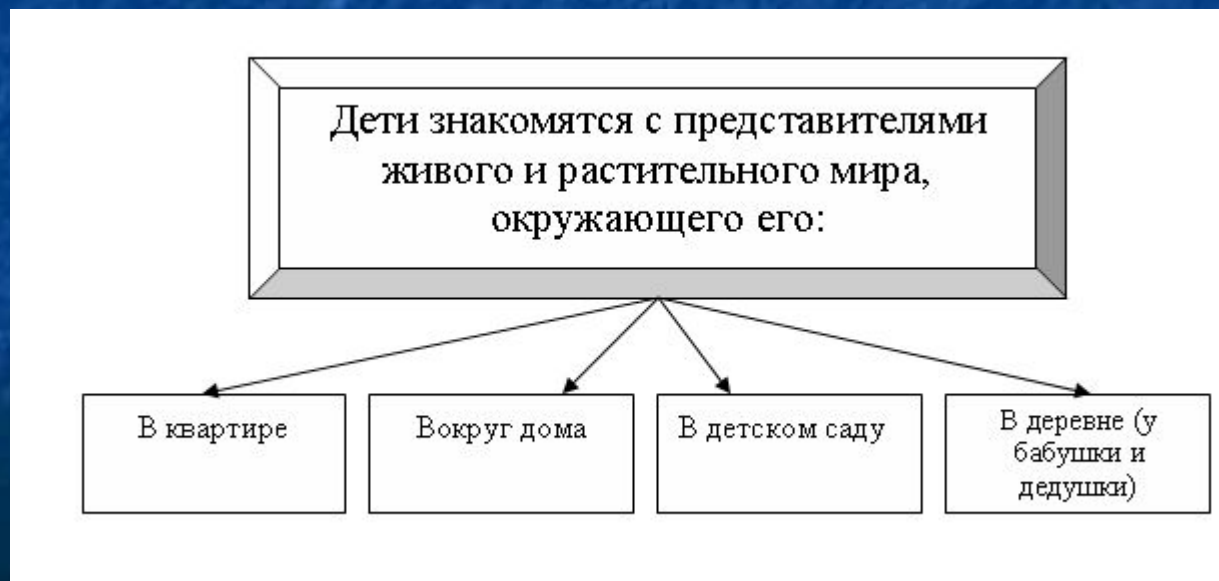 Дети знакомятся с представителями
живого и растительного мира,
окружающего его:
В квартире
Вокруг дома
В детском саду
В деревне (у
бабушки и
дедушки)